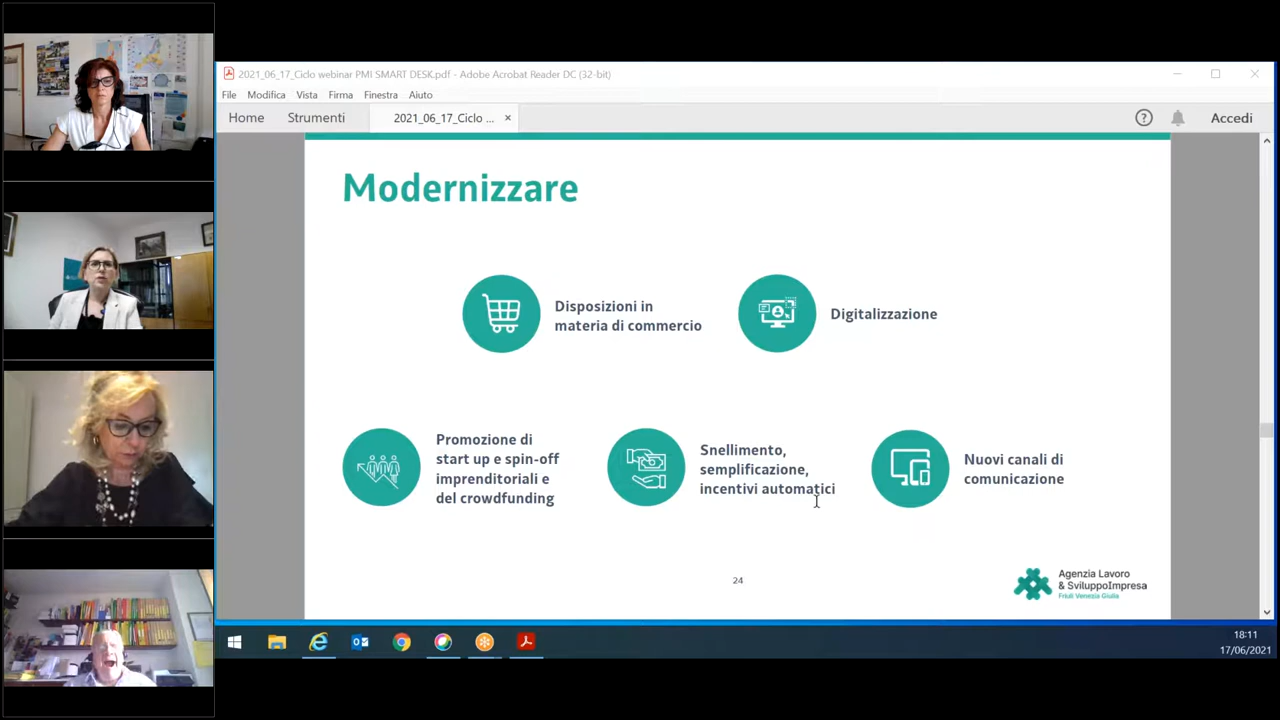 2021_06_17_Ciclo webinar PMI SMART DESK.pdf - Adobe Acrobat Reader DC (32-bit)
File Modifica Vista Firma Finestra Aiuto
Home Strumenti 2021_06_17_Ciclo ... × Accedi
Modernizzare
Disposizioni in
materia di commercio
Digitalizzazione
Promozione di
start up e spin-off
imprenditoriali e
del crowdfunding
Snellimento,
semplificazione,
incentivi automatici
Nuovi canali di
comunicazione
24
Agenzia Lavoro
& SviluppoImpresa
Friuli Venezia Giulia
18:11
17/06/2021